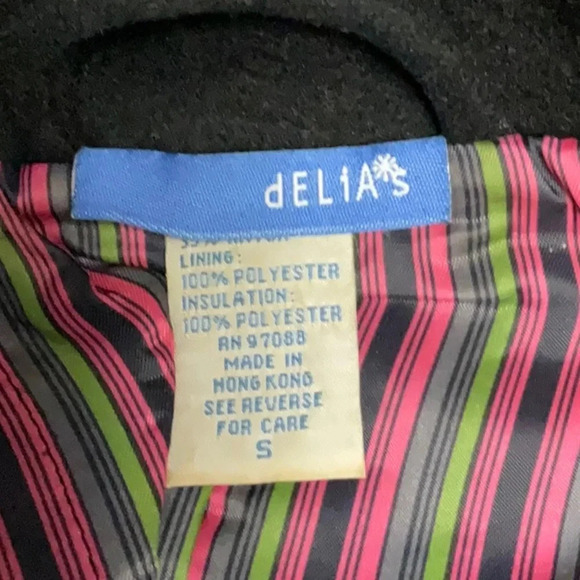 dELiA*s
LINING:
100% POLYESTER
INSULATION:
100% POLYESTER
RN 97088
MADE IN
HONG KONG
SEE REVERSE
FOR CARE
S